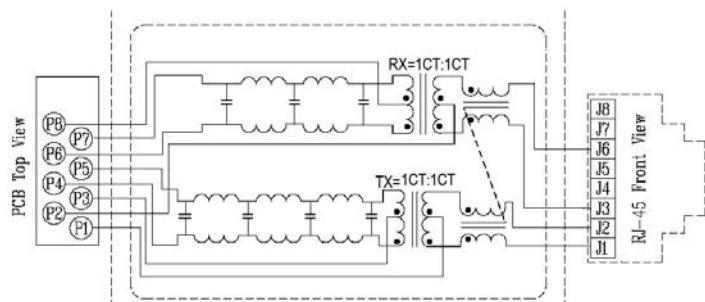 PCB Top View
P8
P7
P6
P5
P4
P3
P2
P1
RX=1CT:1CT
TX=1CT:1CT
J8
J7
J6
J5
J4
J3
J2
J1
RJ-45 Front View